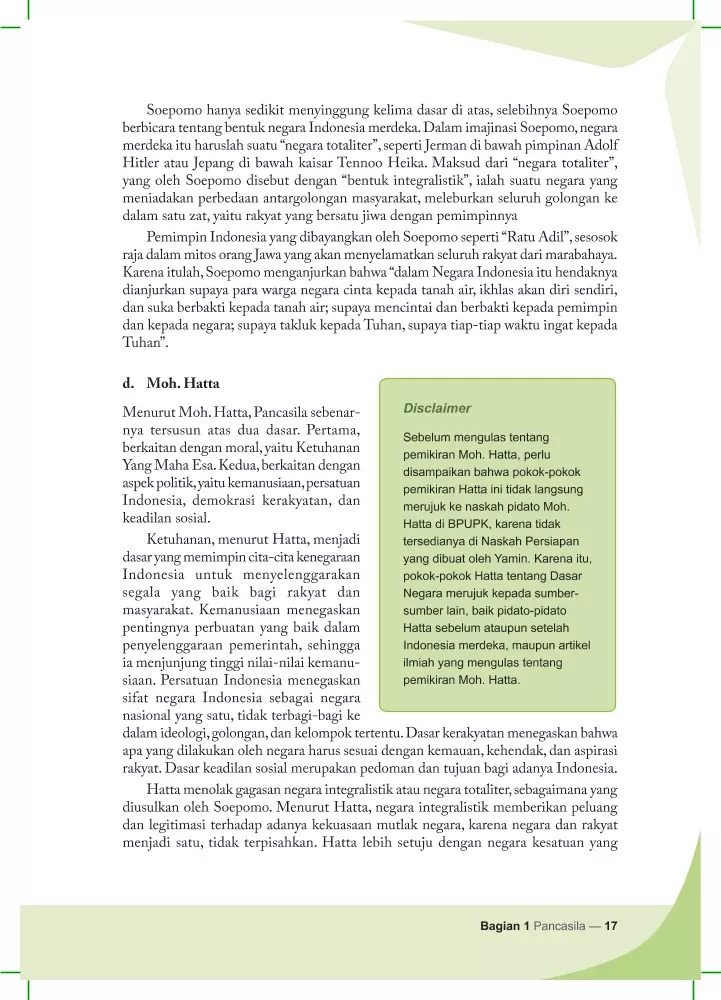 Soepomo hanya sedikit menyinggung kelima dasar di atas, selebihnya Soepomo
berbicara tentang bentuk negara Indonesia merdeka. Dalam imajinasi Soepomo, negara
merdeka itu haruslah suatu “negara totaliter”, seperti Jerman di bawah pimpinan Adolf
Hitler atau Jepang di bawah kaisar Tennoo Heika. Maksud dari “negara totaliter”,
yang oleh Soepomo disebut dengan “bentuk integralistik”, ialah suatu negara yang
meniadakan perbedaan antargolongan masyarakat, meleburkan seluruh golongan ke
dalam satu zat, yaitu rakyat yang bersatu jiwa dengan pemimpinnya
Pemimpin Indonesia yang dibayangkan oleh Soepomo seperti “Ratu Adil”, sesosok
raja dalam mitos orang Jawa yang akan menyelamatkan seluruh rakyat dari marabahaya.
Karena itulah, Soepomo menganjurkan bahwa “dalam Negara Indonesia itu hendaknya
dianjurkan supaya para warga negara cinta kepada tanah air, ikhlas akan diri sendiri,
dan suka berbakti kepada tanah air; supaya mencintai dan berbakti kepada pemimpin
dan kepada negara; supaya takluk kepada Tuhan, supaya tiap-tiap waktu ingat kepada
Tuhan”.
d. Moh. Hatta
Menurut Moh. Hatta, Pancasila sebenar-
nya tersusun atas dua dasar. Pertama,
berkaitan dengan moral, yaitu Ketuhanan
Yang Maha Esa. Kedua, berkaitan dengan
aspek politik, yaitu kemanusiaan, persatuan
Indonesia, demokrasi kerakyatan, dan
keadilan sosial.
Ketuhanan, menurut Hatta, menjadi
dasar yang memimpin cita-cita kenegaraan
Indonesia untuk menyelenggarakan
segala yang baik bagi rakyat dan
masyarakat. Kemanusiaan menegaskan
pentingnya perbuatan yang baik dalam
penyelenggaraan pemerintah, sehingga
ia menjunjung tinggi nilai-nilai kemanu-
siaan. Persatuan Indonesia menegaskan
sifat negara Indonesia sebagai negara
nasional yang satu, tidak terbagi-bagi ke
dalam ideologi, golongan, dan kelompok tertentu. Dasar kerakyatan menegaskan bahwa
apa yang dilakukan oleh negara harus sesuai dengan kemauan, kehendak, dan aspirasi
rakyat. Dasar keadilan sosial merupakan pedoman dan tujuan bagi adanya Indonesia.
Hatta menolak gagasan negara integralistik atau negara totaliter, sebagaimana yang
diusulkan oleh Soepomo. Menurut Hatta, negara integralistik memberikan peluang
dan legitimasi terhadap adanya kekuasaan mutlak negara, karena negara dan rakyat
menjadi satu, tidak terpisahkan. Hatta lebih setuju dengan negara kesatuan yang
Disclaimer
Sebelum mengulas tentang
pemikiran Moh. Hatta, perlu
disampaikan bahwa pokok-pokok
pemikiran Hatta ini tidak langsung
merujuk ke naskah pidato Moh.
Hatta di BPUPK, karena tidak
tersedianya di Naskah Persiapan
yang dibuat oleh Yamin. Karena itu,
pokok-pokok Hatta tentang Dasar
Negara merujuk kepada sumber-
sumber lain, baik pidato-pidato
Hatta sebelum ataupun setelah
Indonesia merdeka, maupun artikel
ilmiah yang mengulas tentang
pemikiran Moh. Hatta.
Bagian 1 Pancasila — 17